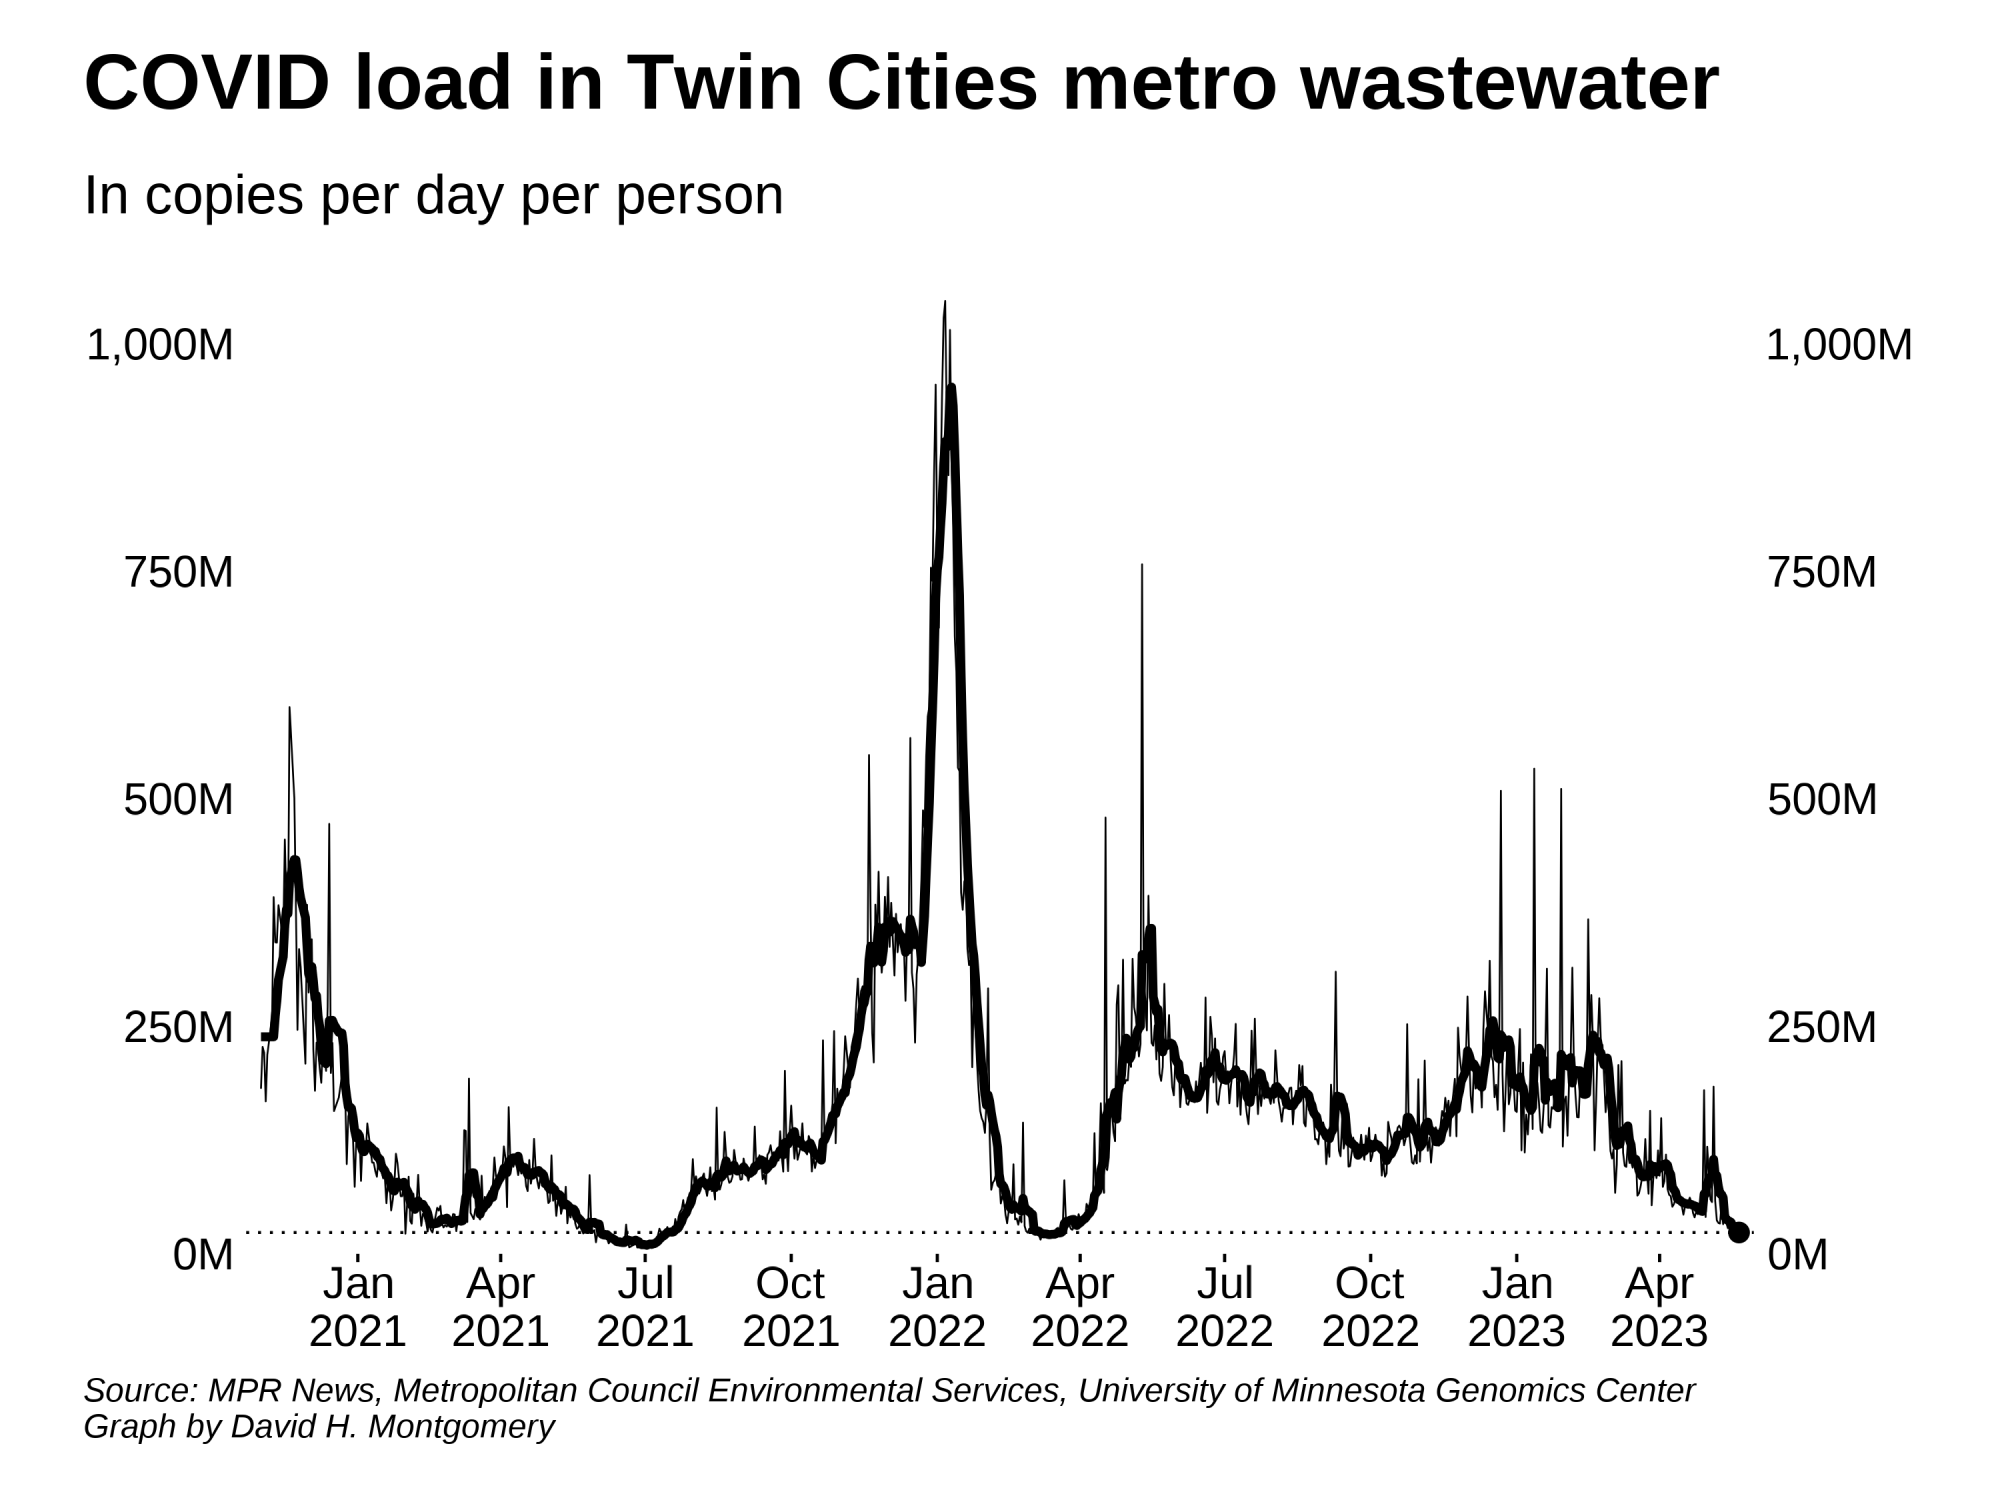 COVID load in Twin Cities metro wastewater
In copies per day per person
1,000M 1,000M
750M 750M
500M 500M
250M 250M
0M 0M
Jan Apr Jul Oct Jan Apr Jul Oct Jan Apr
2021 2021 2021 2021 2022 2022 2022 2022 2023 2023
Source: MPR News, Metropolitan Council Environmental Services, University of Minnesota Genomics Center
Graph by David H. Montgomery